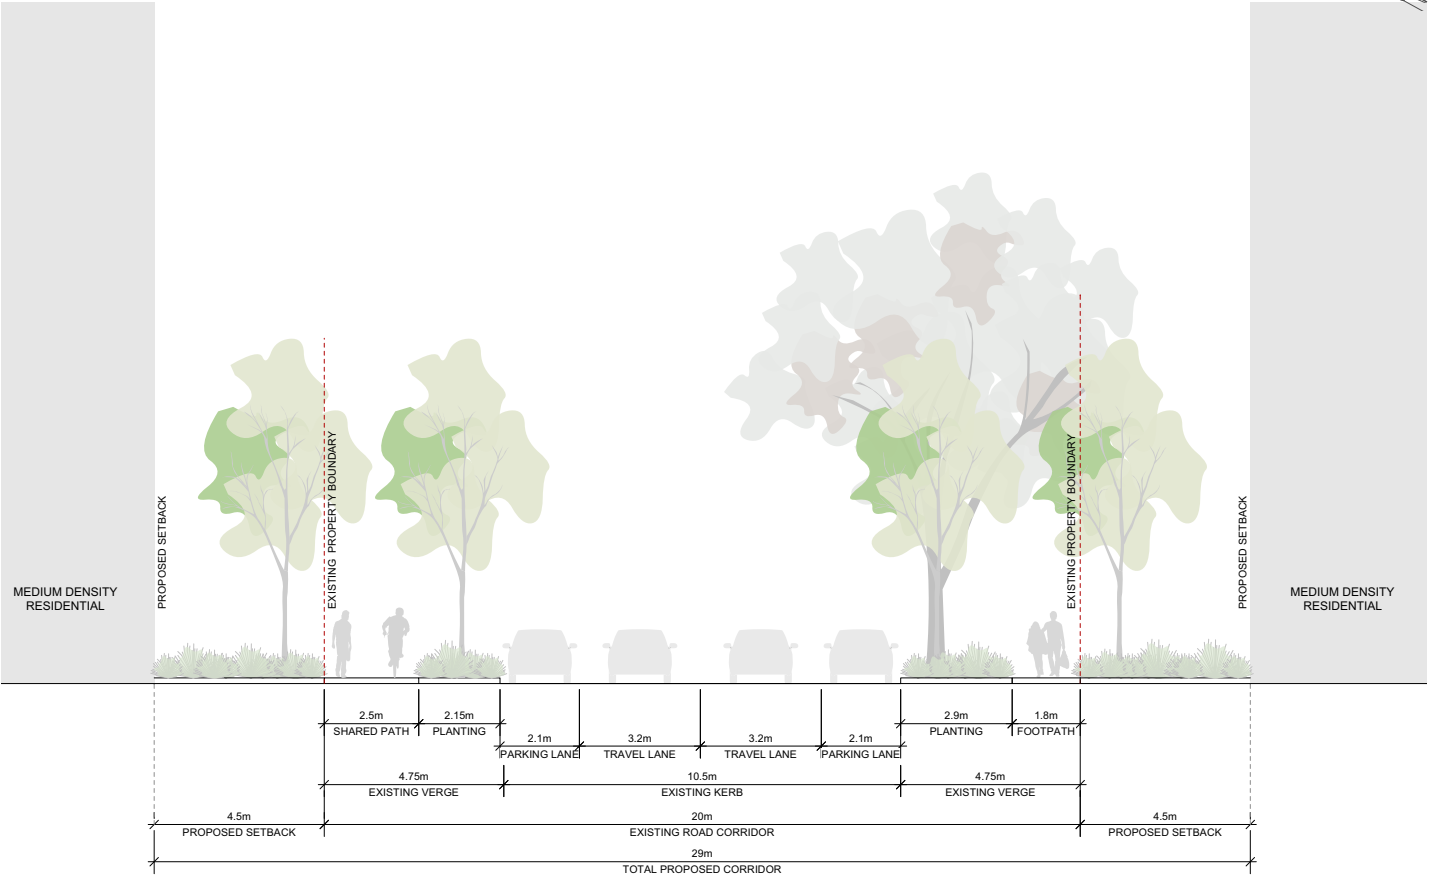 PROPOSED SETBACK
EXISTING PROPERTY BOUNDARY
EXISTING PROPERTY BOUNDARY
PROPOSED SETBACK
MEDIUM DENSITY
RESIDENTIAL
MEDIUM DENSITY
RESIDENTIAL
2.5m
SHARED PATH
2.15m
PLANTING
2.9m
PLANTING
1.8m
FOOTPATH
2.1m
PARKING LANE
3.2m
TRAVEL LANE
3.2m
TRAVEL LANE
2.1m
PARKING LANE
4.75m
EXISTING VERGE
10.5m
EXISTING KERB
4.75m
EXISTING VERGE
4.5m
PROPOSED SETBACK
20m
EXISTING ROAD CORRIDOR
4.5m
PROPOSED SETBACK
29m
TOTAL PROPOSED CORRIDOR